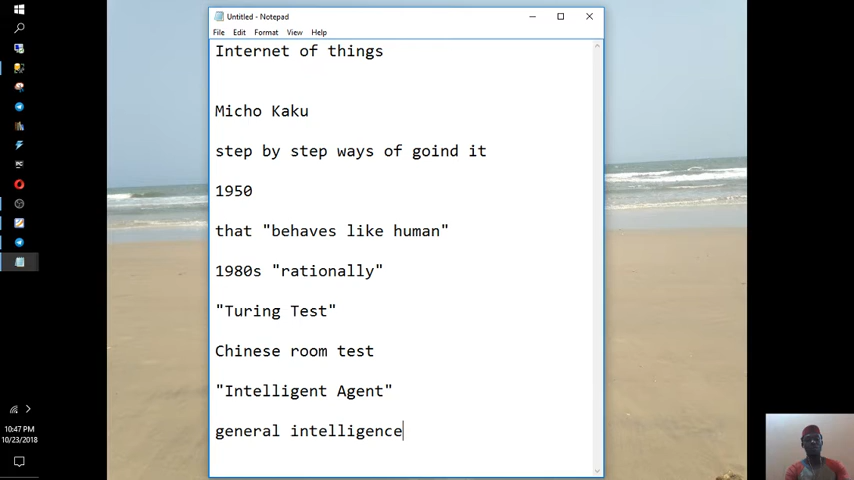 Untitled - Notepad
File Edit Format View Help
Internet of things
Micho Kaku
step by step ways of goind it
1950
that "behaves like human"
1980s "rationally"
"Turing Test"
Chinese room test
"Intelligent Agent"
general intelligence
PC
10:47 PM
10/23/2018